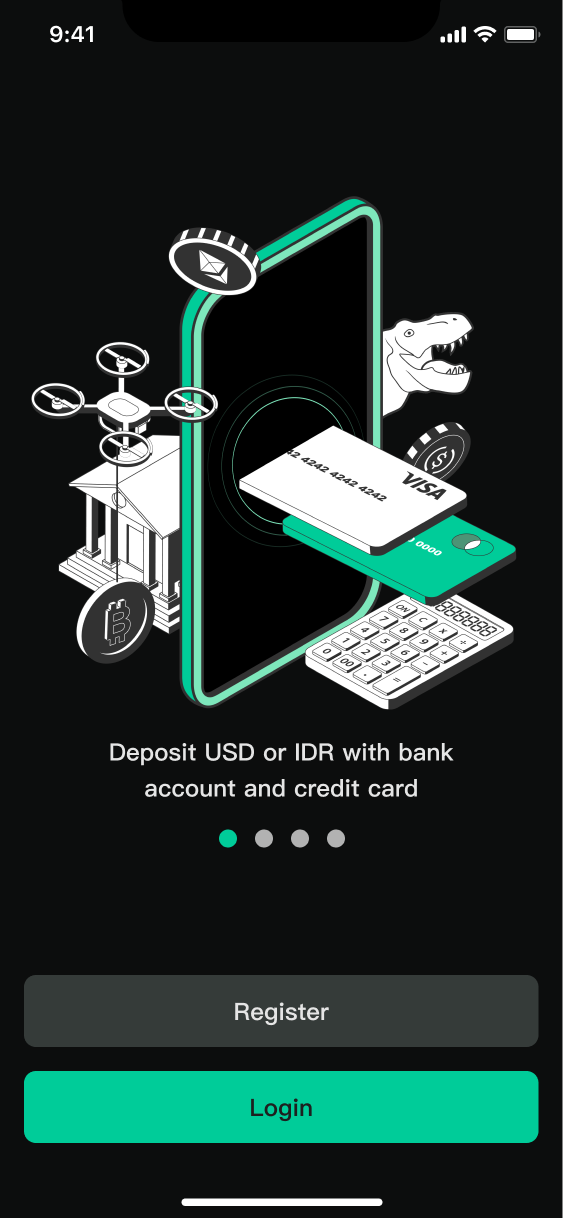 9:41
42 4242 4242 4242
VISA
0000
888888
ON C X ÷
7 8 9 +
4 5 6 −
1 2 3
0 00 . =
Deposit USD or IDR with bank
account and credit card
Register
Login